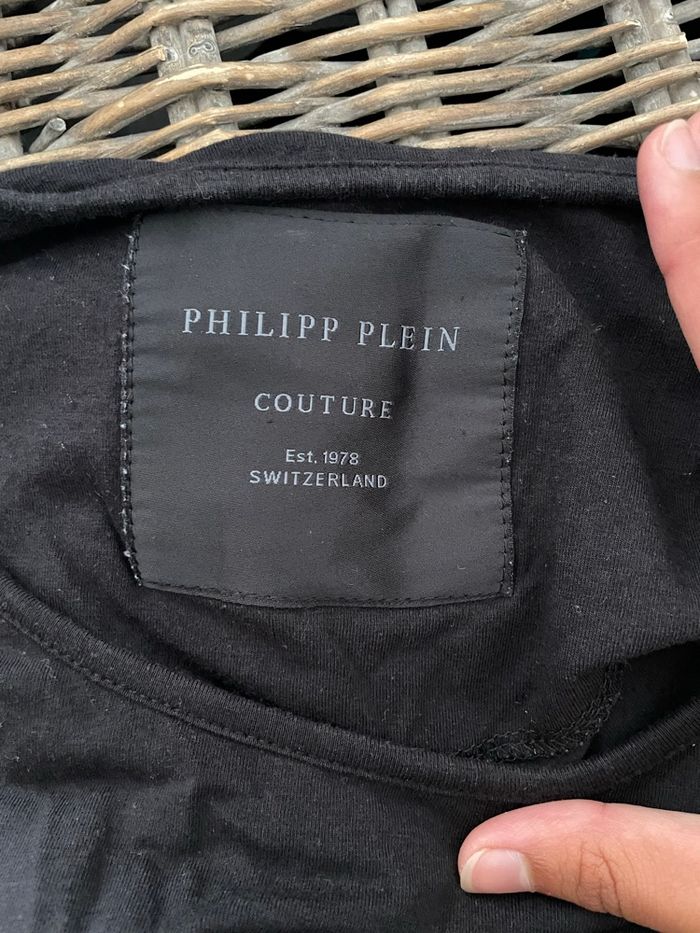 PHILIPP PLEIN
COUTURE
Est. 1978
SWITZERLAND